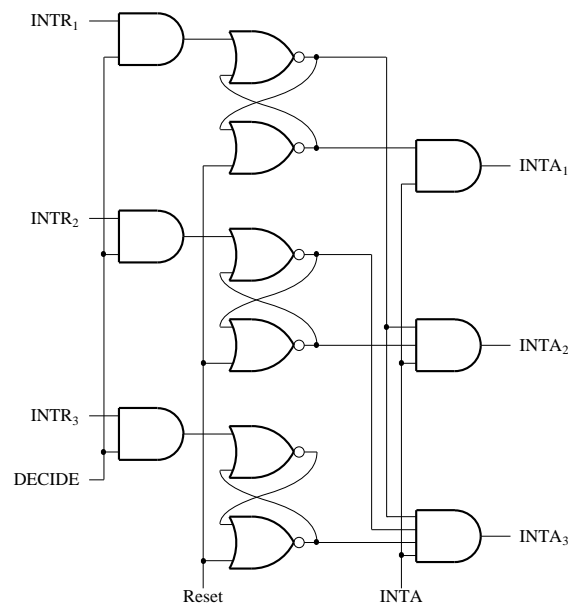 INTR₁
INTA₁
INTR₂
INTA₂
INTR₃
DECIDE
INTA₃
Reset
INTA